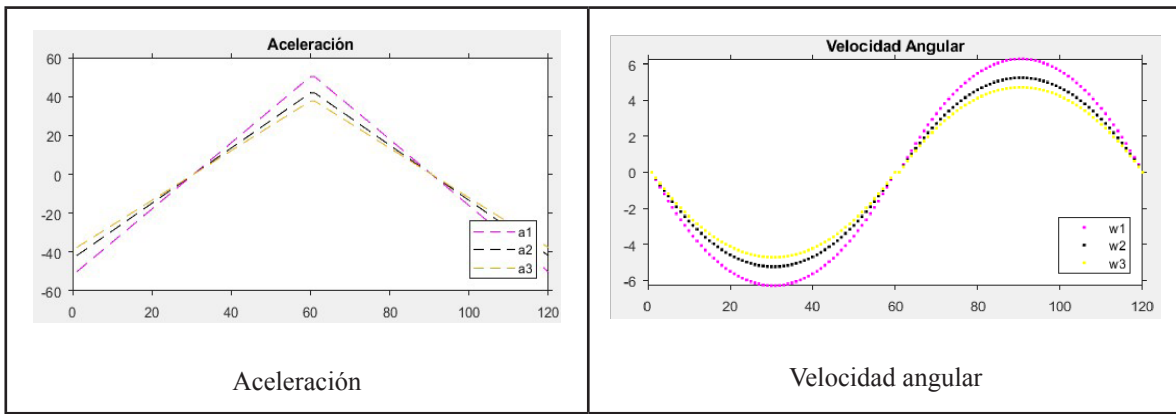 Aceleración
60
40
20
0
-20
-40
-60
0 20 40 60 80 100 120
a1
a2
a3
Aceleración
Velocidad Angular
6
4
2
0
-2
-4
-6
0 20 40 60 80 100 120
w1
w2
w3
Velocidad angular